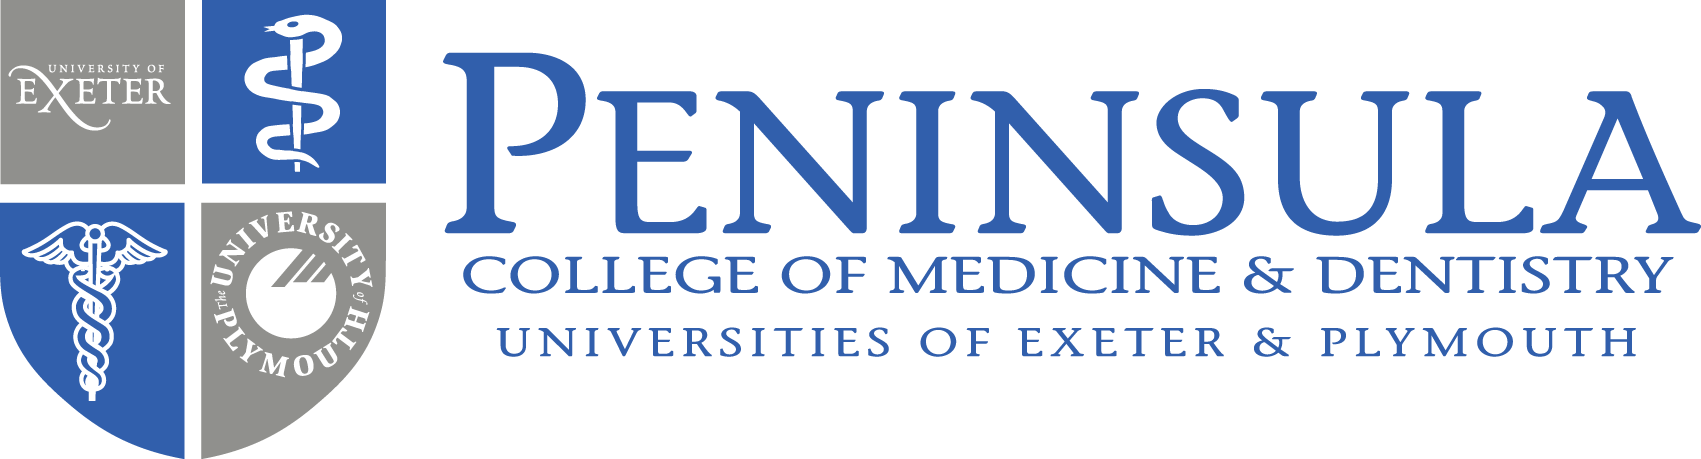 UNIVERSITY OF
EXETER
The UNIVERSITY of
PLYMOUTH
PENINSULA
COLLEGE OF MEDICINE & DENTISTRY
UNIVERSITIES OF EXETER & PLYMOUTH